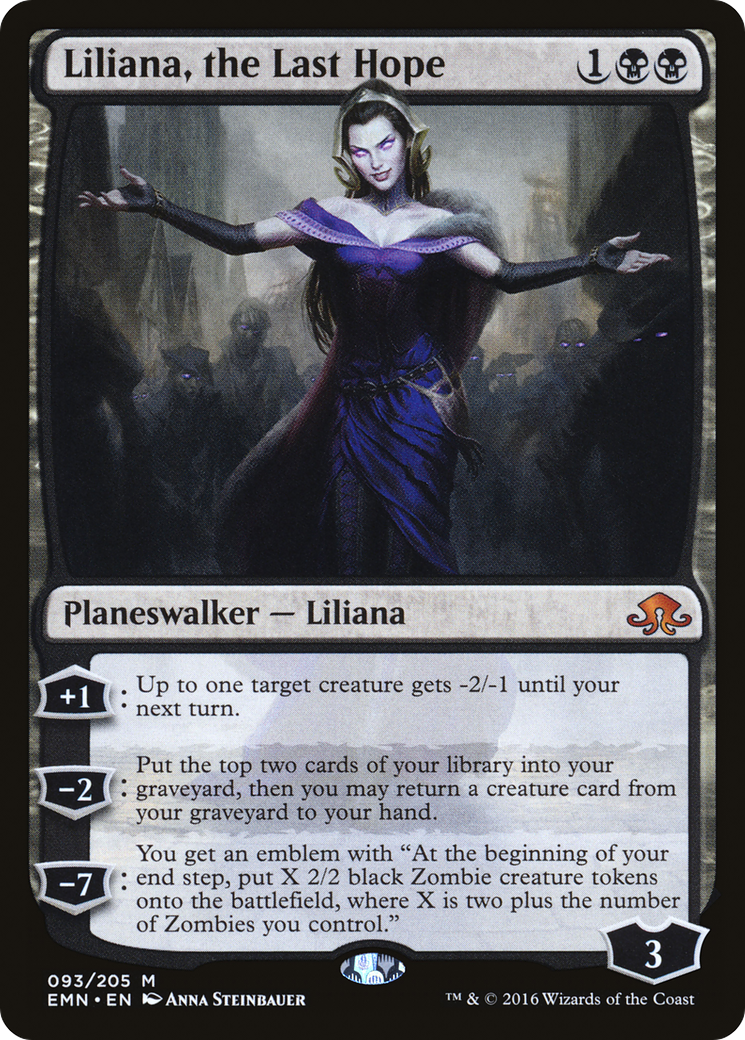 Liliana, the Last Hope 1
Planeswalker — Liliana
+1 : Up to one target creature gets -2/-1 until your
next turn.
-2 : Put the top two cards of your library into your
graveyard, then you may return a creature card from
your graveyard to your hand.
-7 : You get an emblem with “At the beginning of your
end step, put X 2/2 black Zombie creature tokens
onto the battlefield, where X is two plus the number
of Zombies you control.”
3
093/205 M
EMN • EN Anna Steinbauer
™ & © 2016 Wizards of the Coast